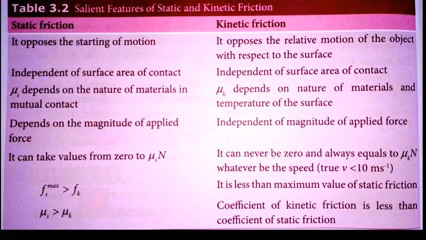 Table 3.2 Salient Features of Static and Kinetic Friction
Static friction
Kinetic friction
It opposes the starting of motion
It opposes the relative motion of the object
with respect to the surface
Independent of surface area of contact
Independent of surface area of contact
μs depends on the nature of materials in
mutual contact
μk depends on nature of materials and
temperature of the surface
Depends on the magnitude of applied
force
Independent of magnitude of applied force
It can take values from zero to μsN
It can never be zero and always equals to μkN
whatever be the speed (true v <10 ms⁻¹)
fsᵐᵃˣ > fk
It is less than maximum value of static friction
μs > μk
Coefficient of kinetic friction is less than
coefficient of static friction